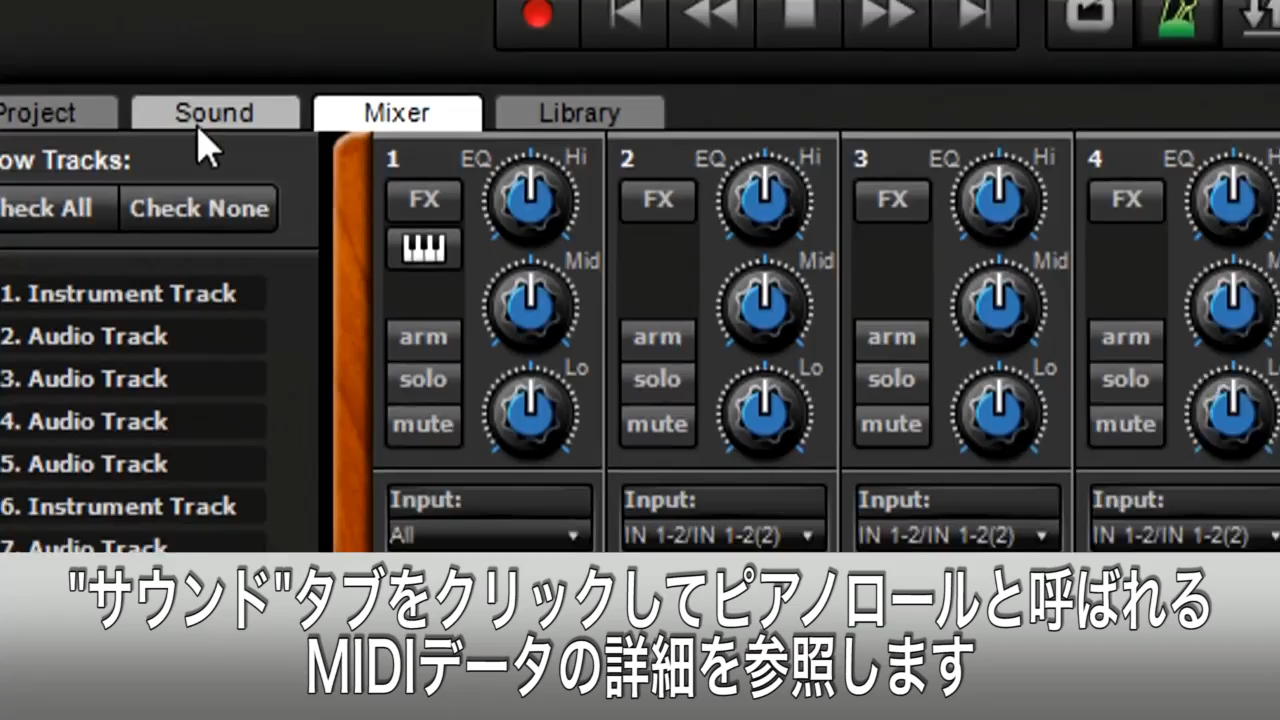 Project
Sound
Mixer
Library
ow Tracks:
heck All
Check None
1. Instrument Track
2. Audio Track
3. Audio Track
4. Audio Track
5. Audio Track
6. Instrument Track
7. Audio Track
1
EQ
Hi
FX
Mid
arm
solo
Lo
mute
Input:
All
2
EQ
Hi
FX
Mid
arm
solo
Lo
mute
Input:
IN 1-2/IN 1-2(2)
3
EQ
Hi
FX
Mid
arm
solo
Lo
mute
Input:
IN 1-2/IN 1-2(2)
4
EQ
H
FX
M
arm
solo
L
mute
Input:
IN 1-2/IN 1-2(2)
"サウンド"タブをクリックしてピアノロールと呼ばれる
MIDIデータの詳細を参照します